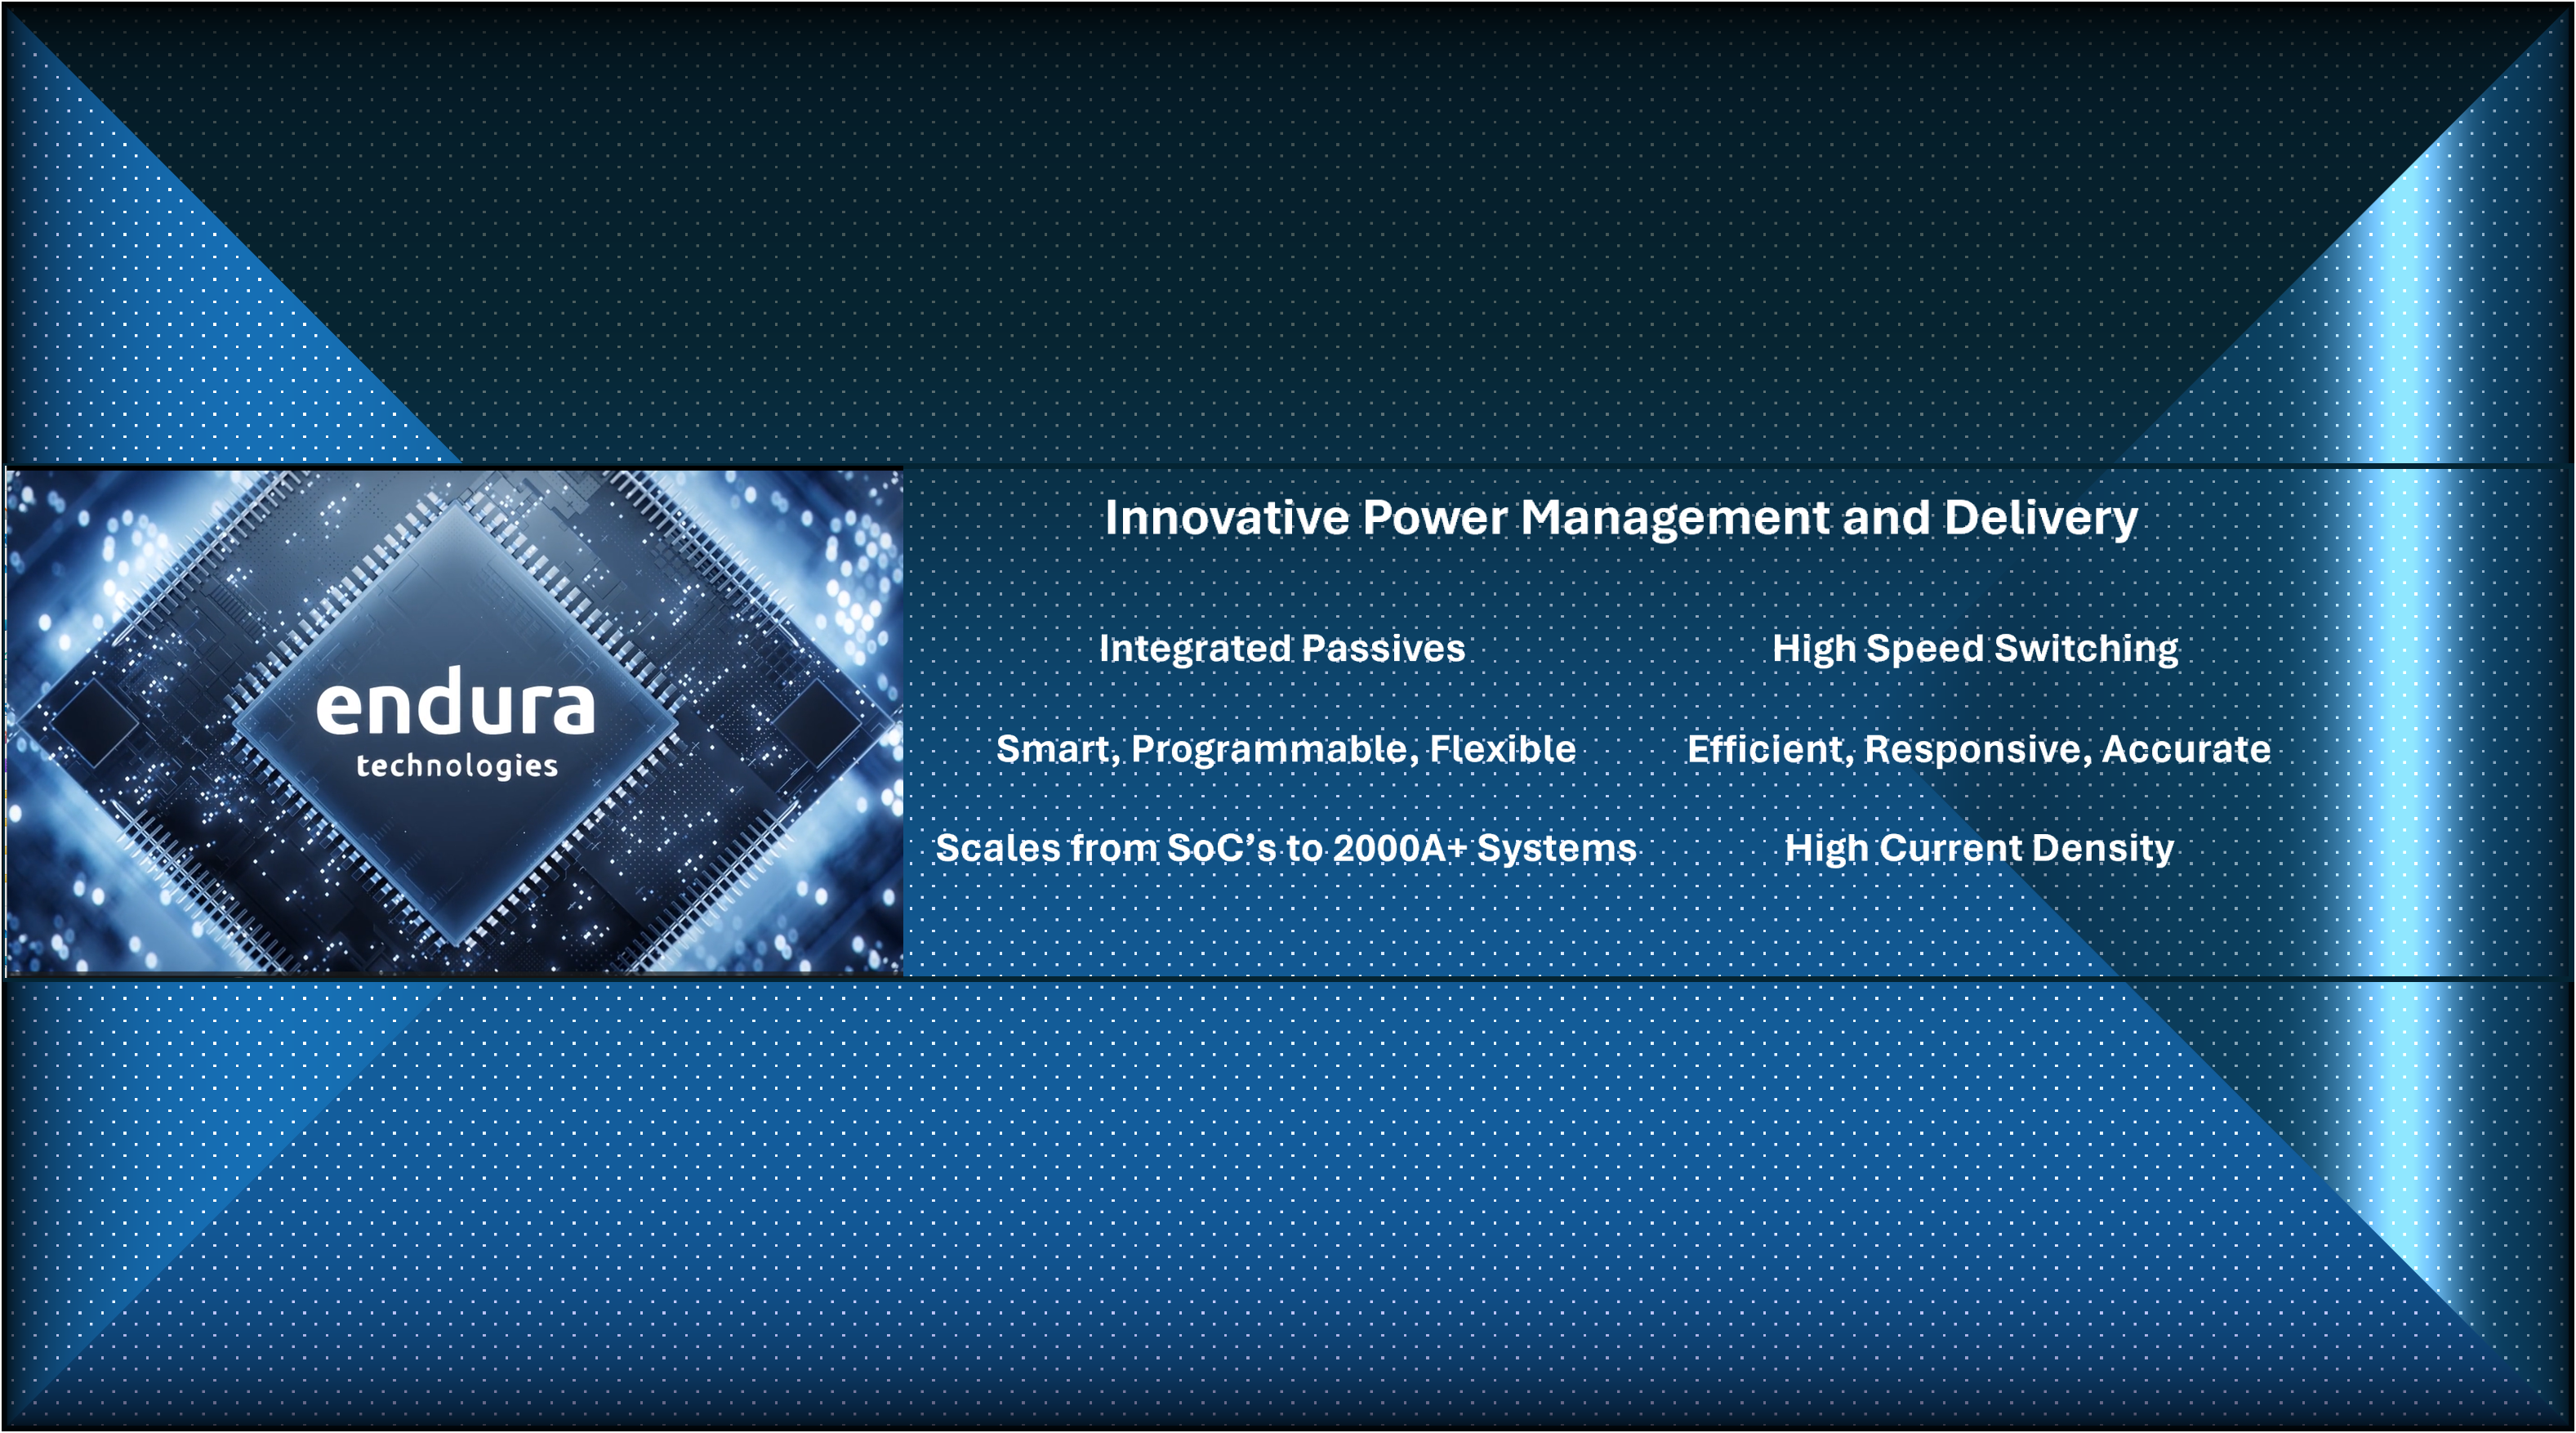 endura
technologies
Innovative Power Management and Delivery
Integrated Passives
High Speed Switching
Smart, Programmable, Flexible
Efficient, Responsive, Accurate
Scales from SoC’s to 2000A+ Systems
High Current Density